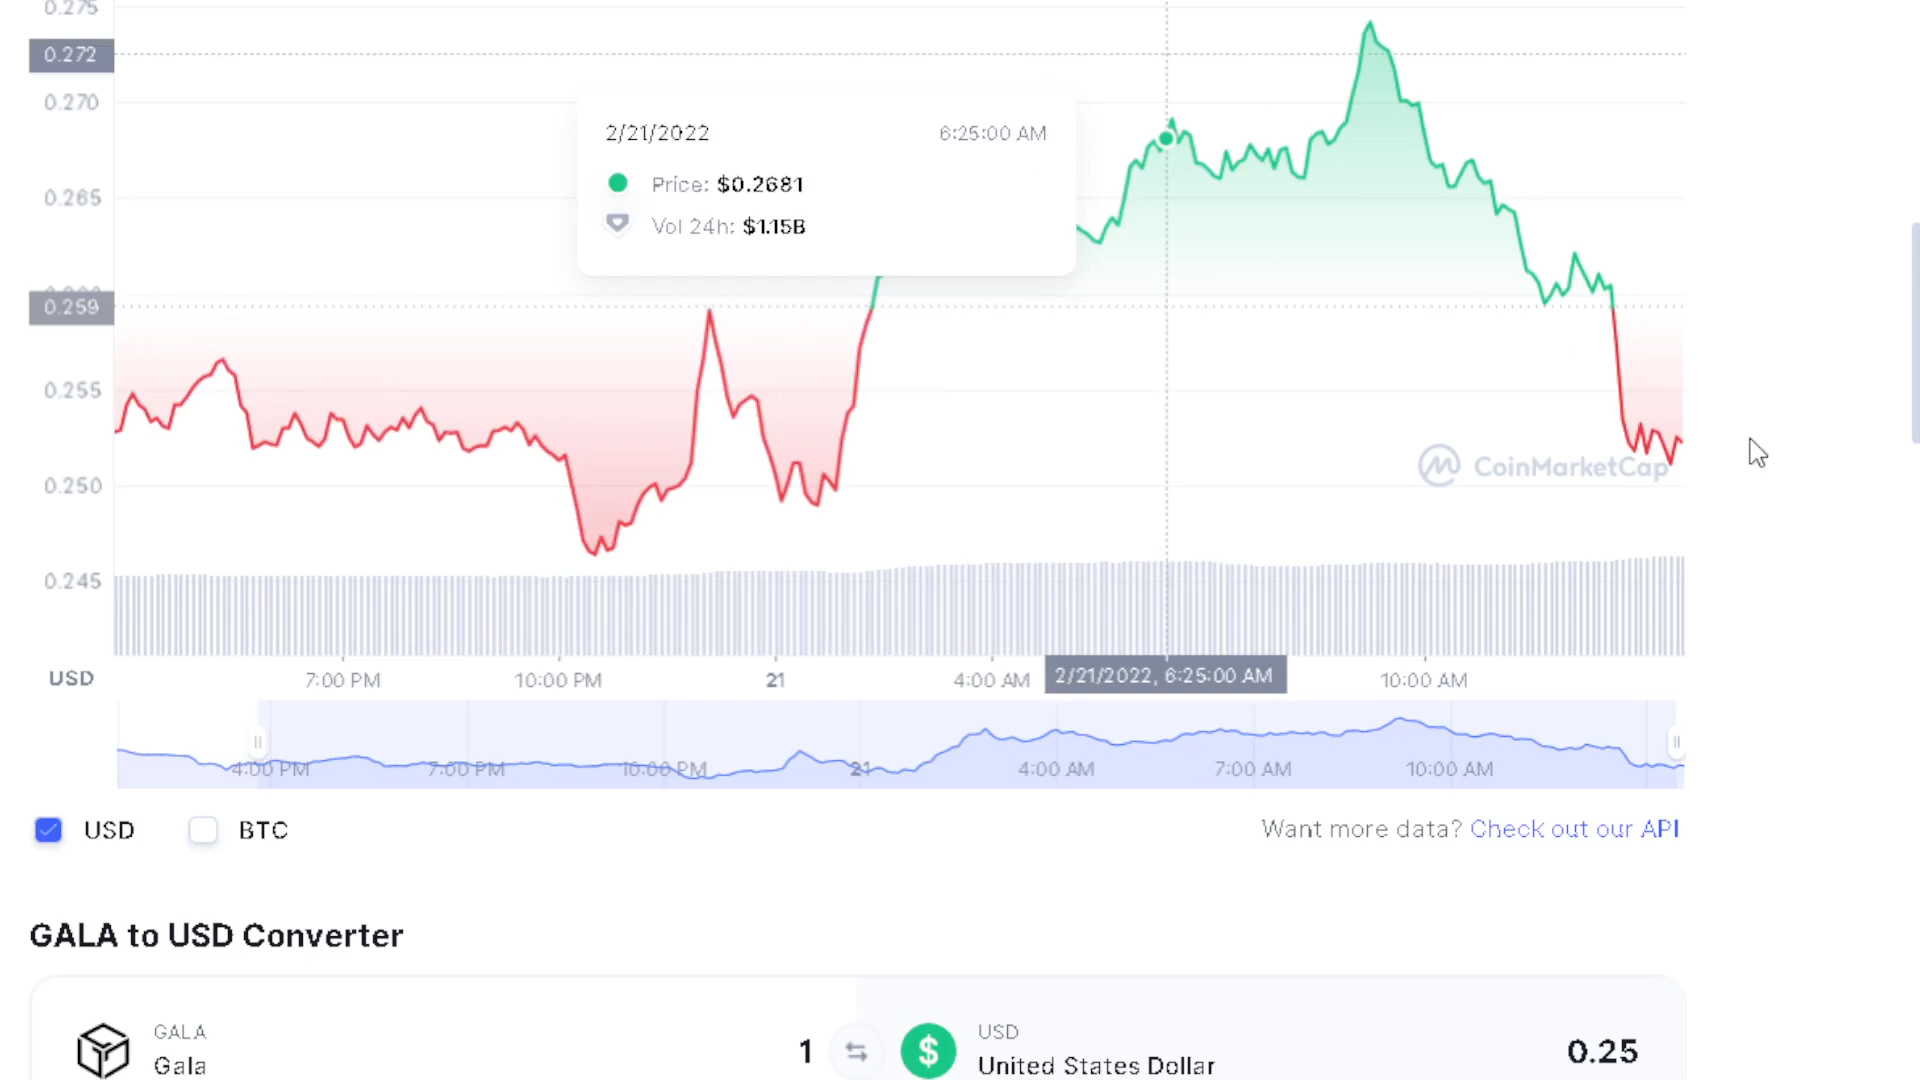 0.275
0.272
0.270
2/21/2022 6:25:00 AM
Price: $0.2681
0.265
Vol 24h: $1.15B
0.259
0.255
CoinMarketCap
0.250
0.245
USD 7:00 PM 10:00 PM 21 4:00 AM 2/21/2022, 6:25:00 AM 10:00 AM
4:00 PM 7:00 PM 10:00 PM 21 4:00 AM 7:00 AM 10:00 AM
USD BTC Want more data? Check out our API
GALA to USD Converter
GALA USD
Gala 1 $ United States Dollar 0.25